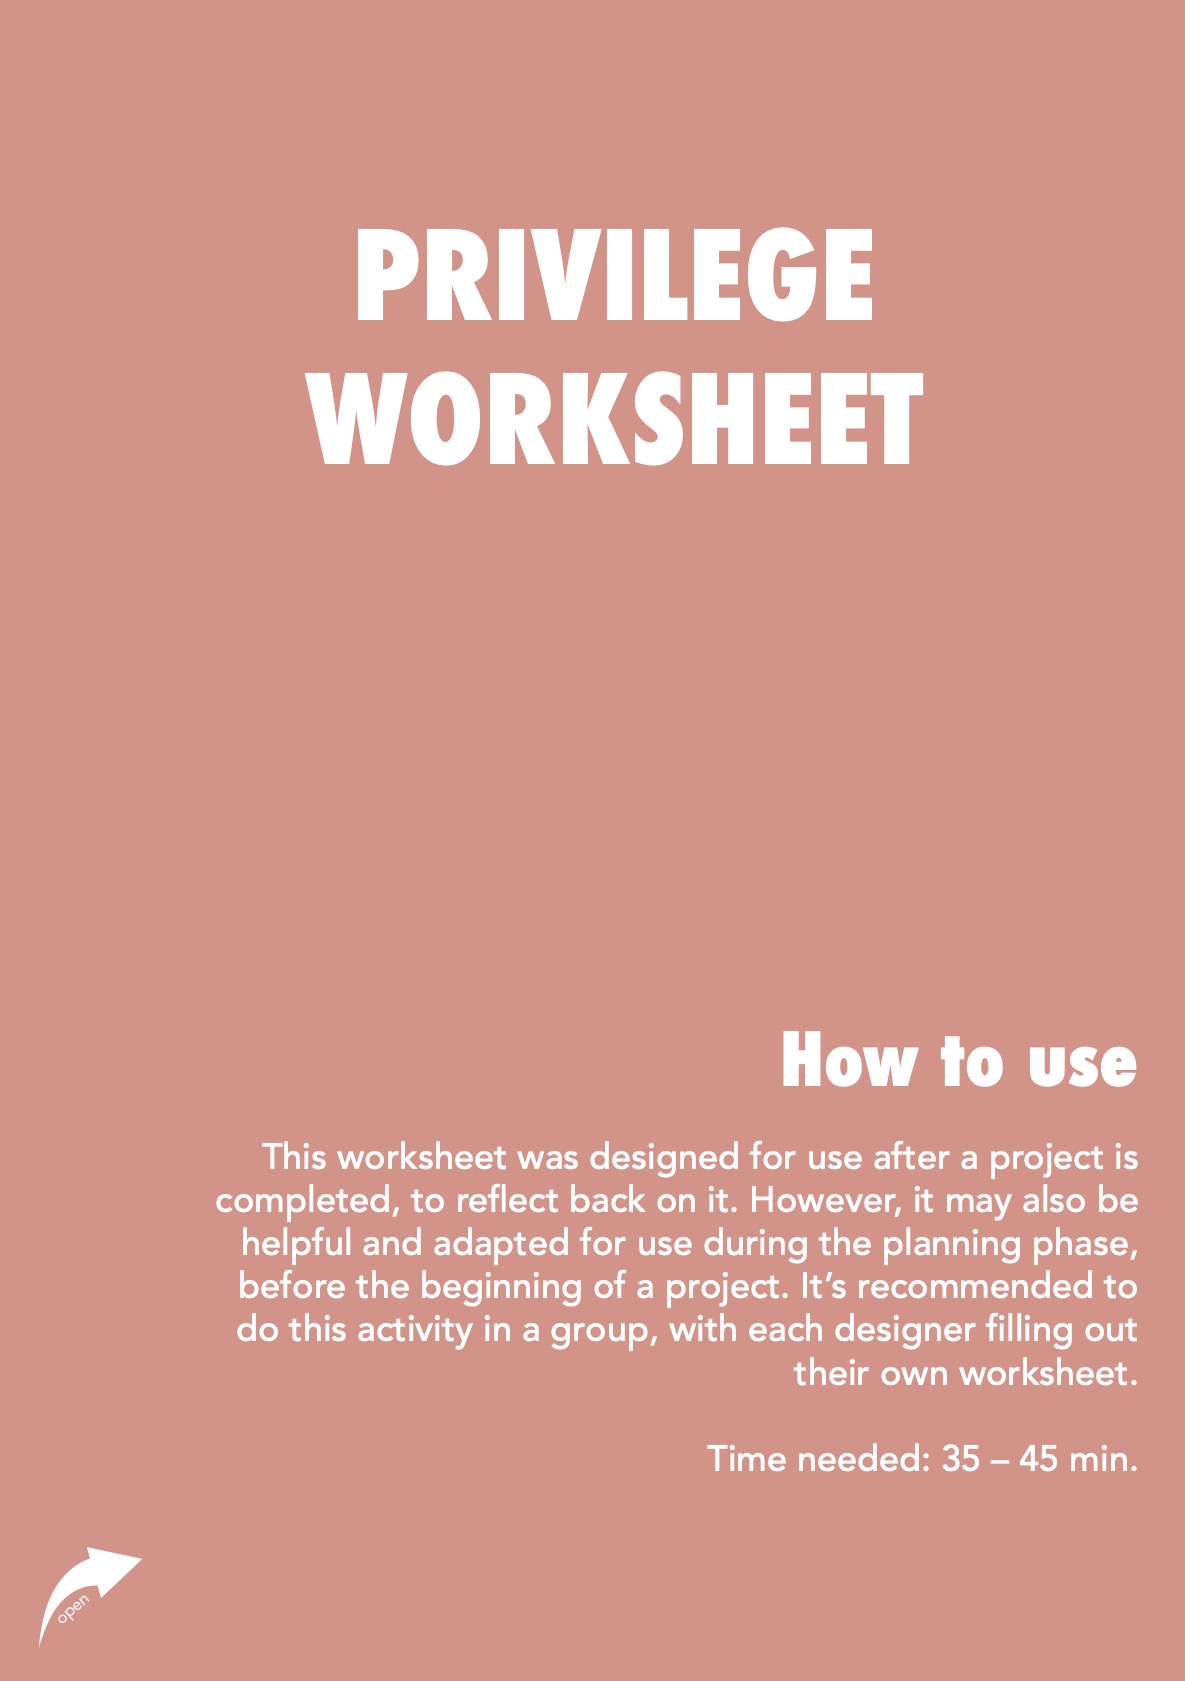 PRIVILEGE
WORKSHEET
How to use
This worksheet was designed for use after a project is
completed, to reflect back on it. However, it may also be
helpful and adapted for use during the planning phase,
before the beginning of a project. It’s recommended to
do this activity in a group, with each designer filling out
their own worksheet.
Time needed: 35 – 45 min.
open